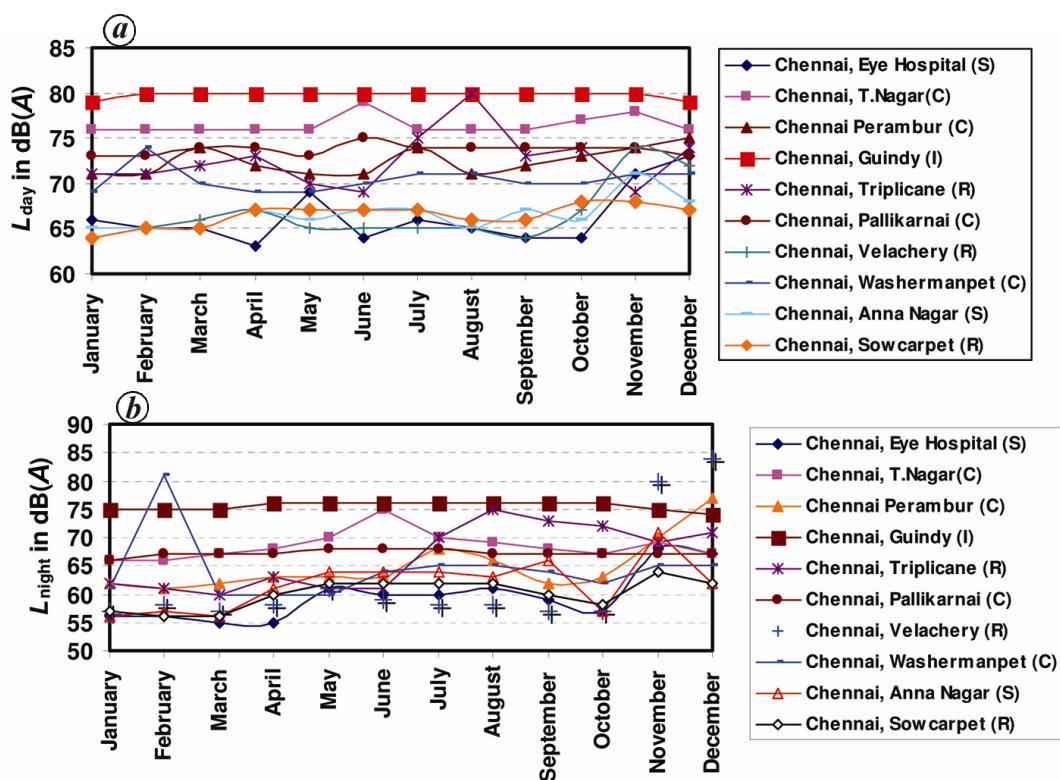 a
85
80
75
70
65
60
Lday in dB(A)
January
February
March
April
May
June
July
August
September
October
November
December
Chennai, Eye Hospital (S)
Chennai, T.Nagar(C)
Chennai Perambur (C)
Chennai, Guindy (I)
Chennai, Triplicane (R)
Chennai, Pallikarnai (C)
Chennai, Velachery (R)
Chennai, Washermanpet (C)
Chennai, Anna Nagar (S)
Chennai, Sowcarpet (R)
b
90
85
80
75
70
65
60
55
50
Lnight in dB(A)
January
February
March
April
May
June
July
August
September
October
November
December
Chennai, Eye Hospital (S)
Chennai, T.Nagar(C)
Chennai Perambur (C)
Chennai, Guindy (I)
Chennai, Triplicane (R)
Chennai, Pallikarnai (C)
Chennai, Velachery (R)
Chennai, Washermanpet (C)
Chennai, Anna Nagar (S)
Chennai, Sowcarpet (R)